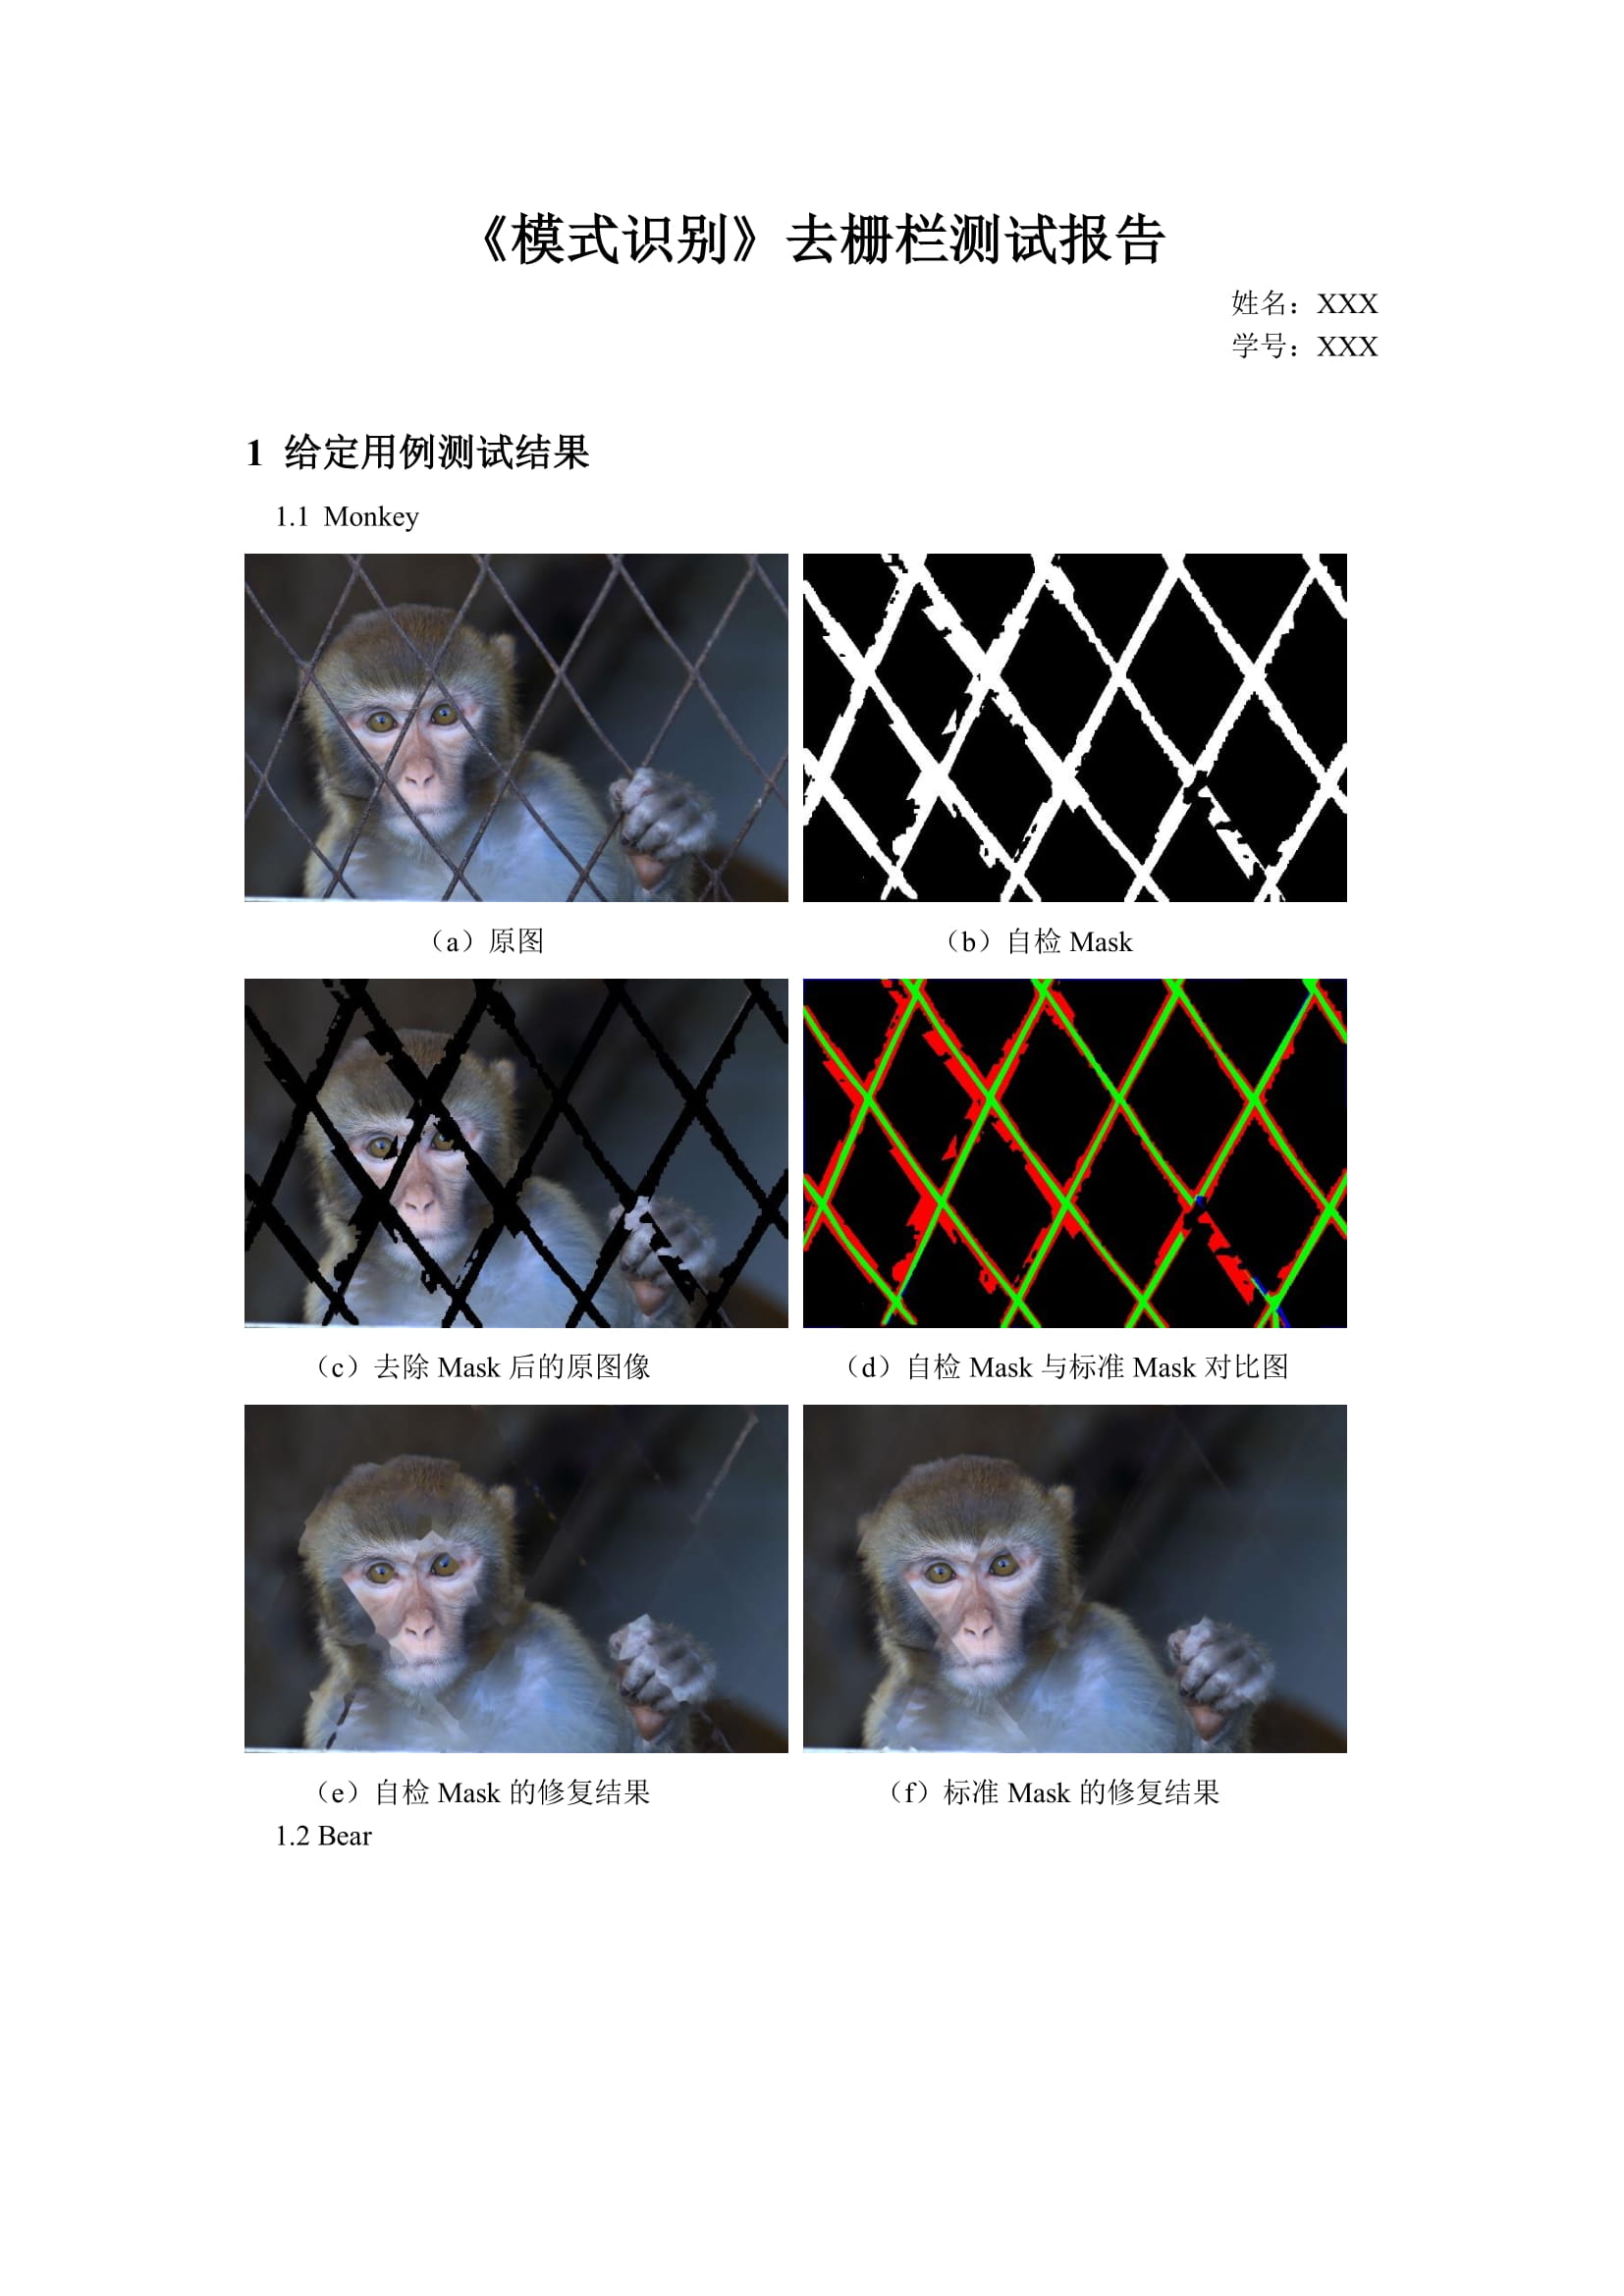 《模式识别》去栅栏测试报告
姓名：XXX
学号：XXX
1 给定用例测试结果
1.1 Monkey
（a）原图
（b）自检 Mask
（c）去除 Mask 后的原图像
（d）自检 Mask 与标准 Mask 对比图
（e）自检 Mask 的修复结果
（f）标准 Mask 的修复结果
1.2 Bear